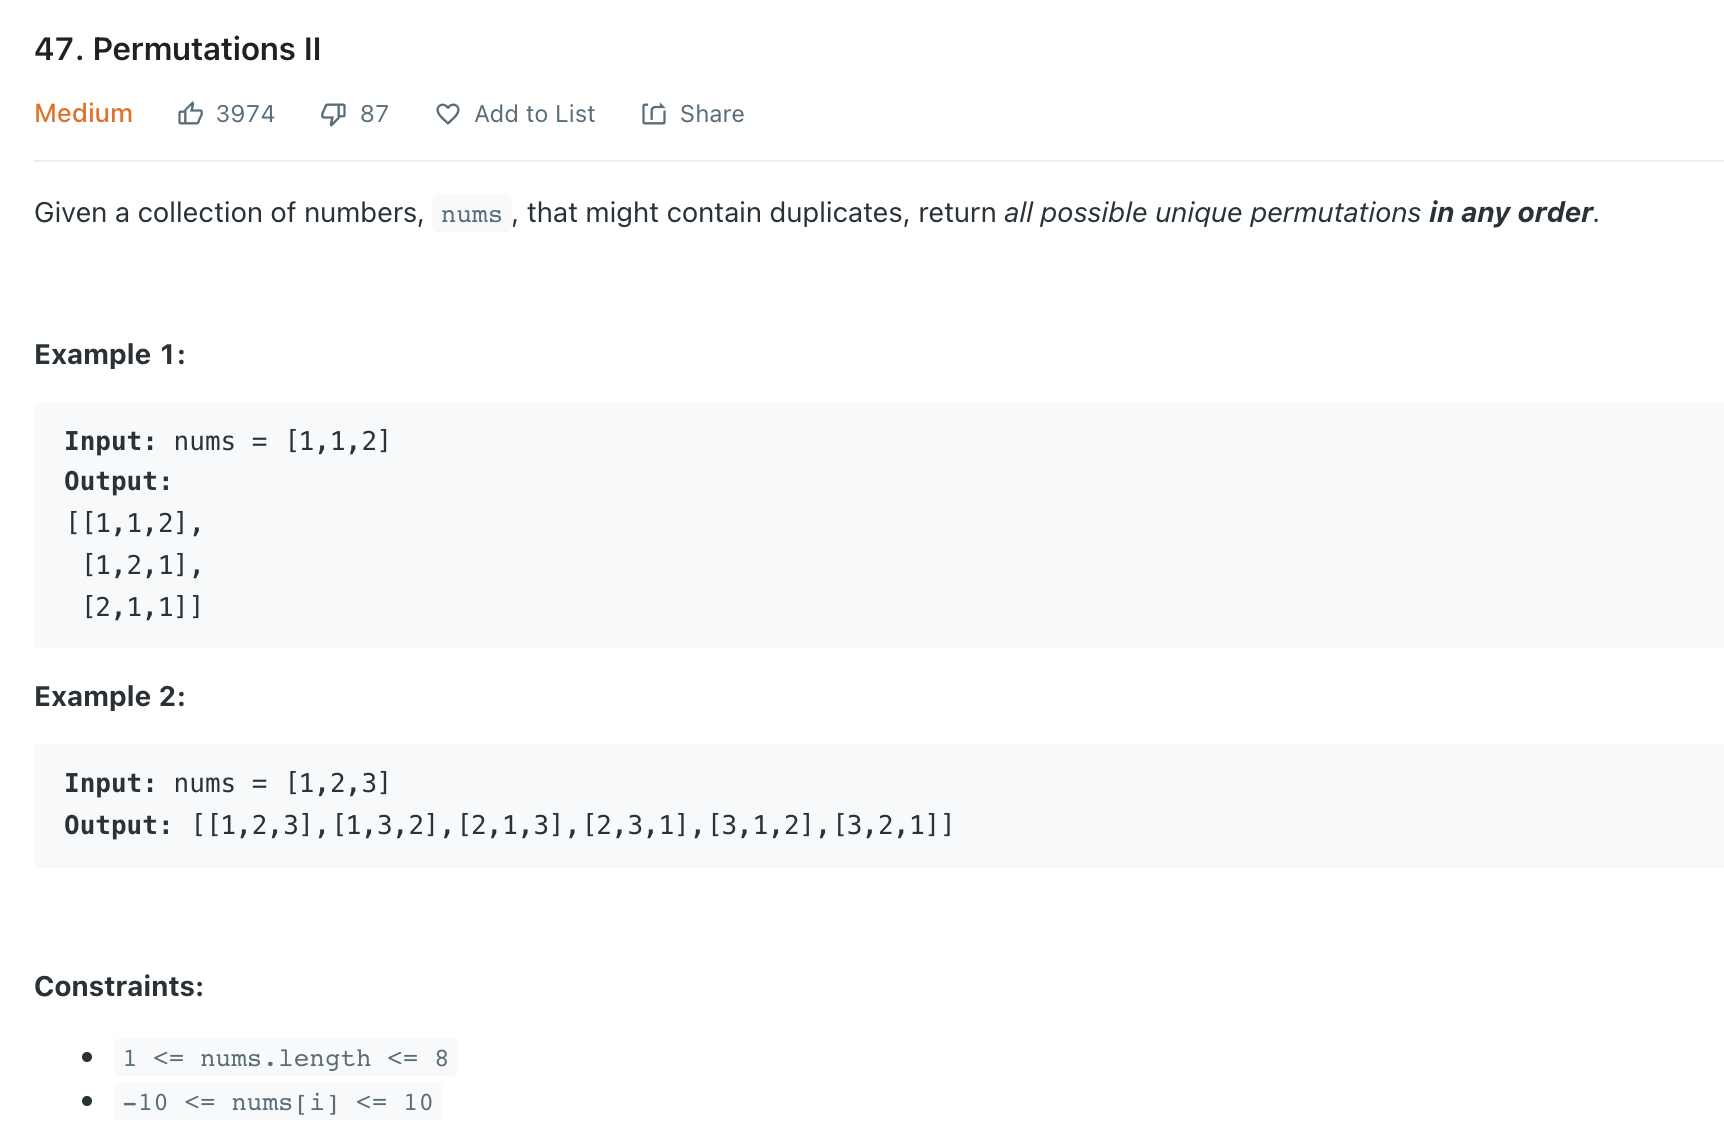 47. Permutations II
Medium 3974 87 Add to List Share
Given a collection of numbers, nums , that might contain duplicates, return all possible unique permutations in any order.
Example 1:
Input: nums = [1,1,2]
Output:
[[1,1,2],
 [1,2,1],
 [2,1,1]]
Example 2:
Input: nums = [1,2,3]
Output: [[1,2,3],[1,3,2],[2,1,3],[2,3,1],[3,1,2],[3,2,1]]
Constraints:
• 1 <= nums.length <= 8
• -10 <= nums[i] <= 10